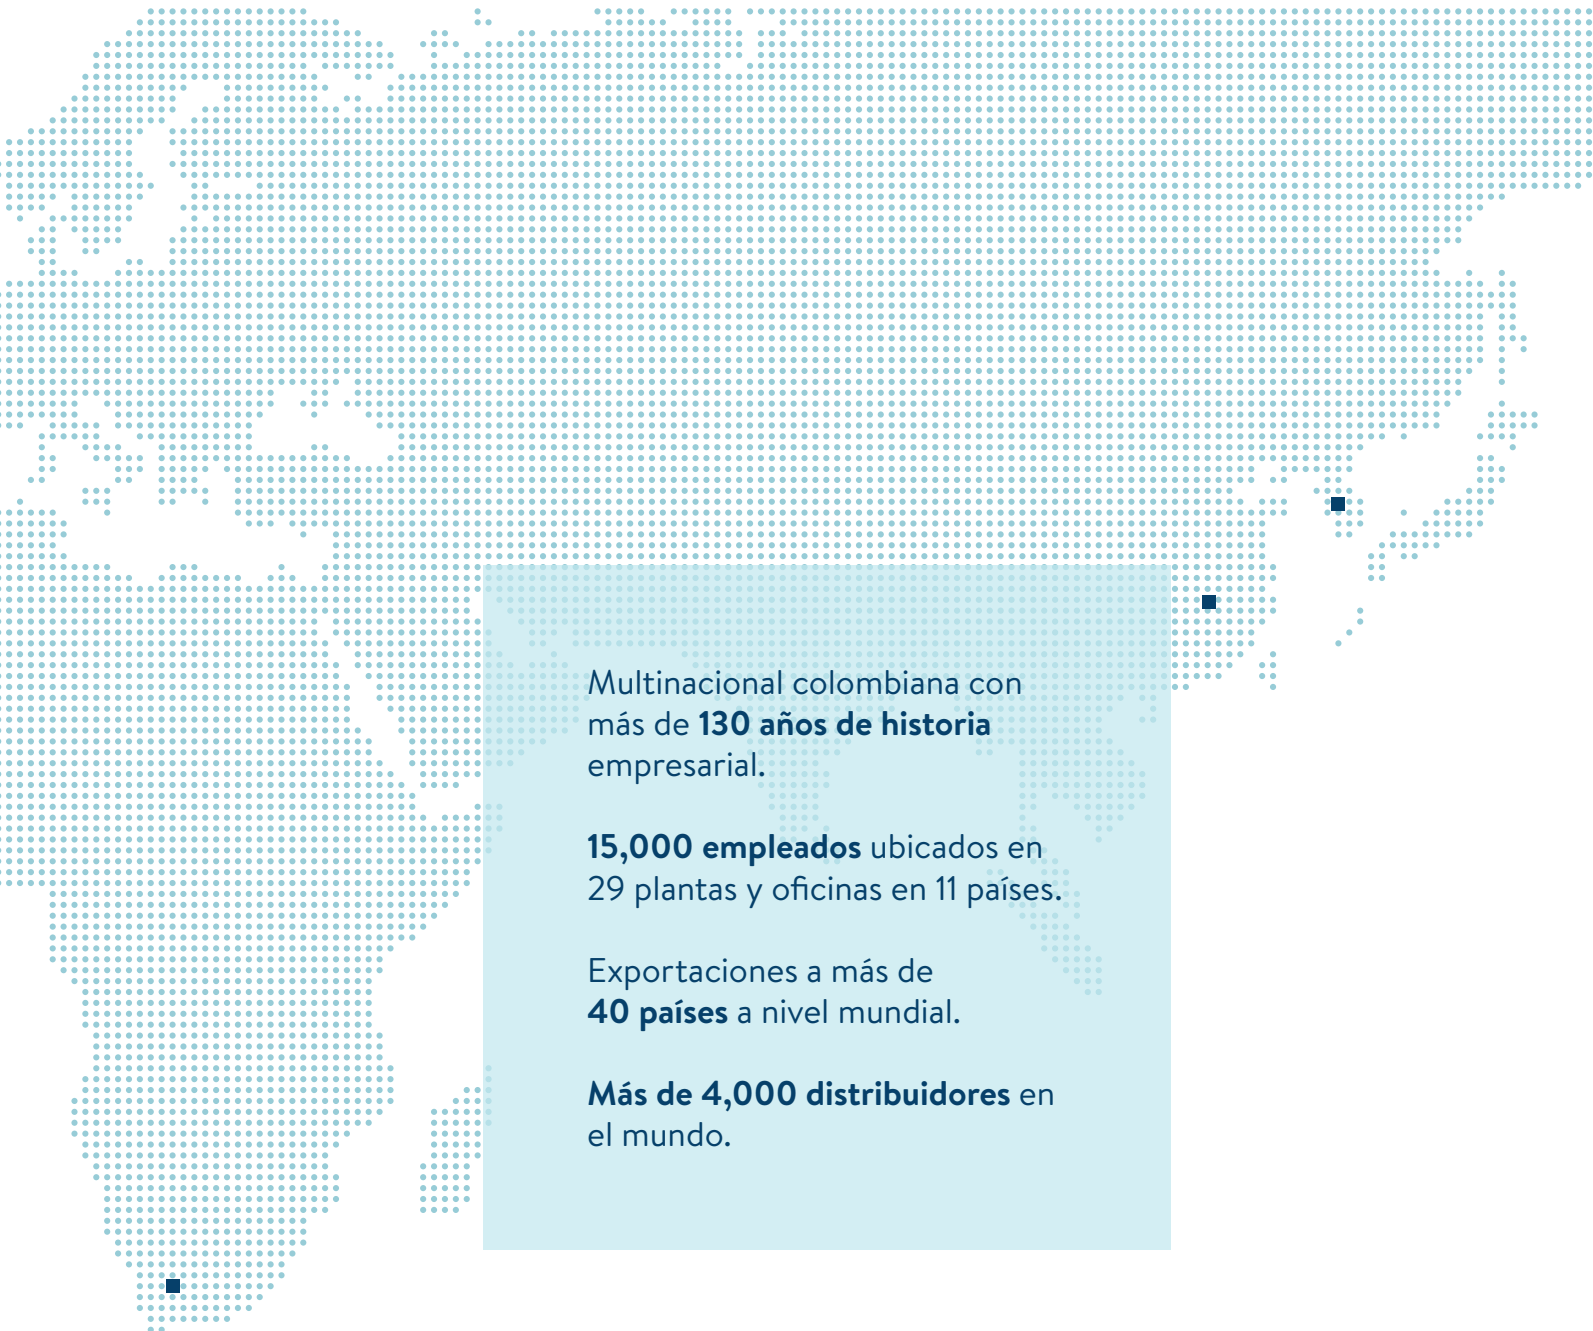 Multinacional colombiana con
más de 130 años de historia
empresarial.
15,000 empleados ubicados en
29 plantas y oficinas en 11 países.
Exportaciones a más de
40 países a nivel mundial.
Más de 4,000 distribuidores en
el mundo.